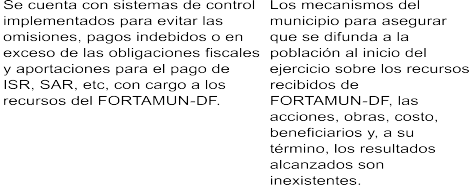 Se cuenta con sistemas de control
implementados para evitar las
omisiones, pagos indebidos o en
exceso de las obligaciones fiscales
y aportaciones para el pago de
ISR, SAR, etc, con cargo a los
recursos del FORTAMUN-DF.
Los mecanismos del
municipio para asegurar
que se difunda a la
población al inicio del
ejercicio sobre los recursos
recibidos de
FORTAMUN-DF, las
acciones, obras, costo,
beneficiarios y, a su
término, los resultados
alcanzados son
inexistentes.